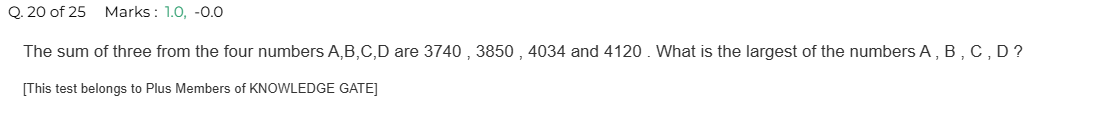 Q. 20 of 25 Marks : 1.0, -0.0
The sum of three from the four numbers A,B,C,D are 3740 , 3850 , 4034 and 4120 . What is the largest of the numbers A , B , C , D ?
[This test belongs to Plus Members of KNOWLEDGE GATE]